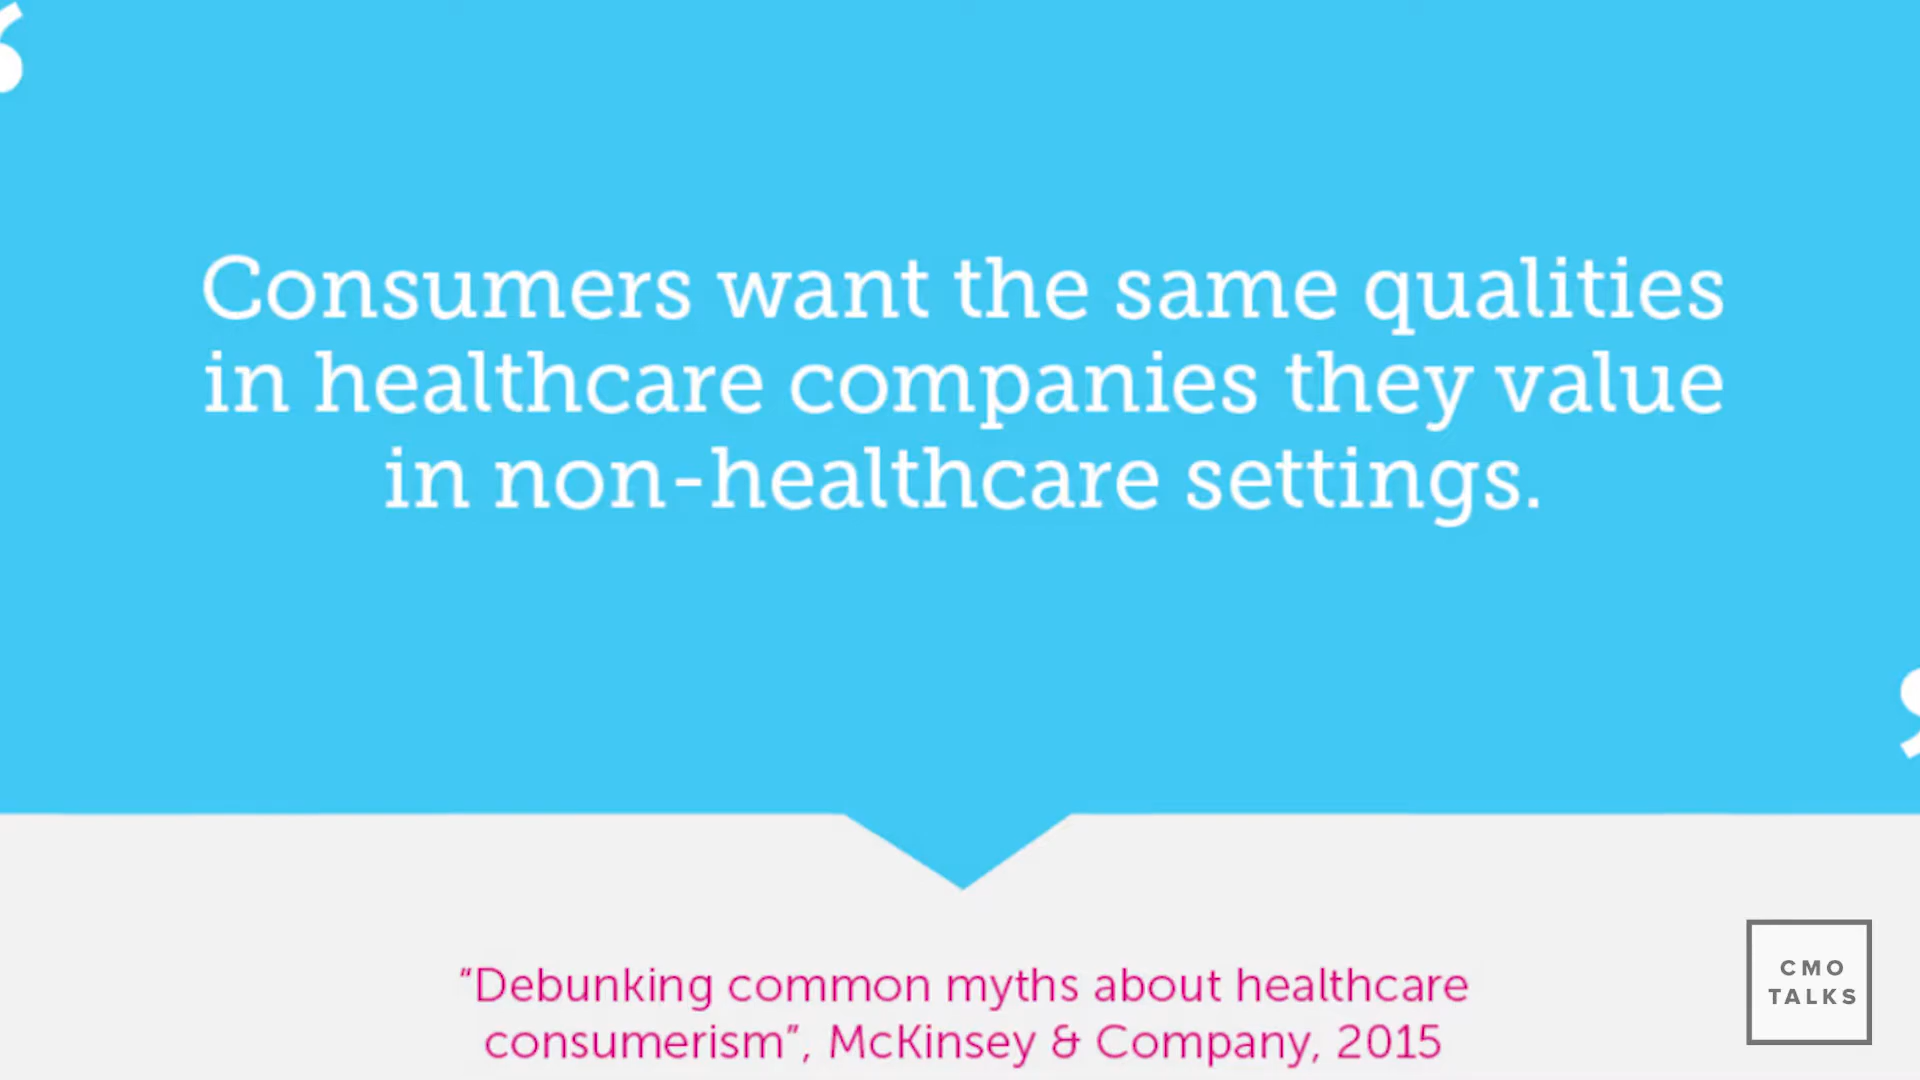 Consumers want the same qualities
in healthcare companies they value
in non-healthcare settings.
“Debunking common myths about healthcare
consumerism”, McKinsey & Company, 2015
CMO
TALKS